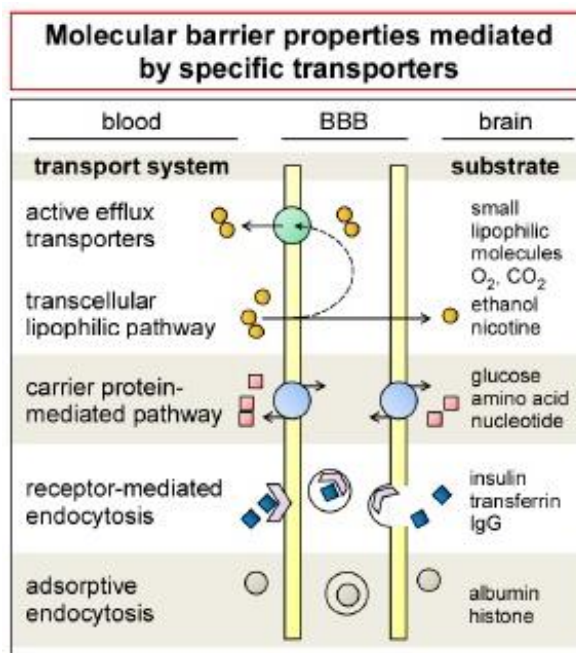 Molecular barrier properties mediated
by specific transporters
blood BBB brain
transport system substrate
active efflux
transporters
small
lipophilic
molecules
O₂, CO₂
transcellular
lipophilic pathway
ethanol
nicotine
carrier protein-
mediated pathway
glucose
amino acid
nucleotide
receptor-mediated
endocytosis
insulin
transferrin
IgG
adsorptive
endocytosis
albumin
histone